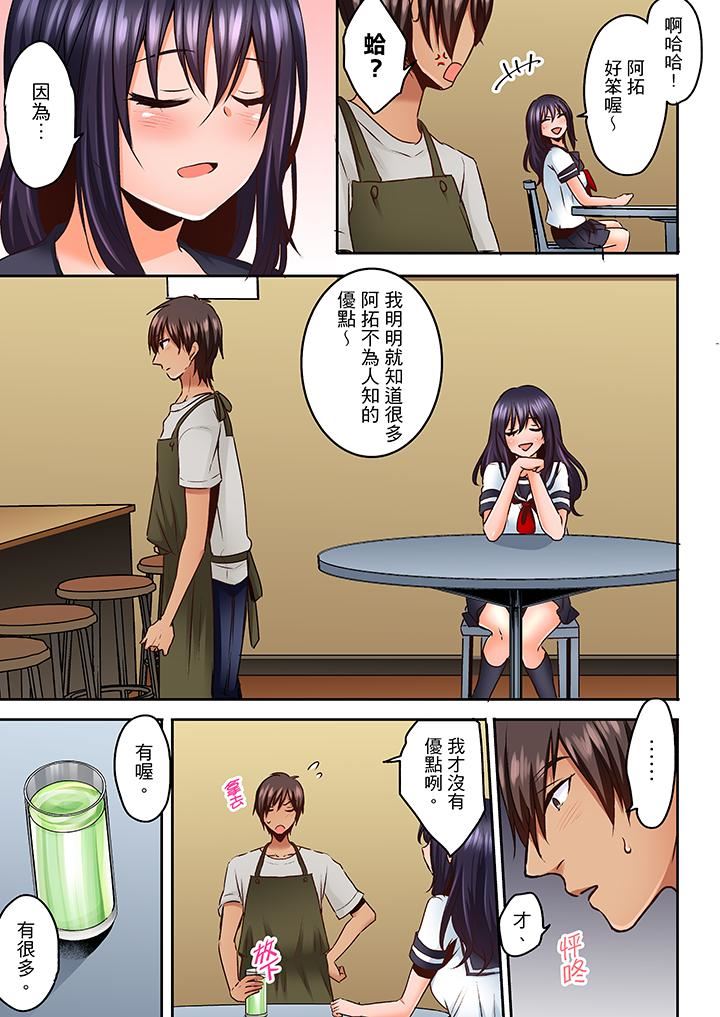 啊哈哈！
阿拓
好笨喔～
蛤？
因為…
我明明就知道很多
阿拓不為人知的
優點～
………
怦咚
才、
我才沒有
優點咧。
拿去
放下
有喔。
有很多。